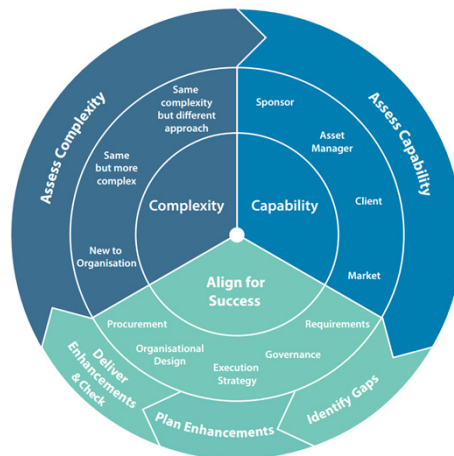 Assess Complexity
Assess Capability
Identify Gaps
Plan Enhancements
Deliver
Enhancements
& Check
Same
complexity
but different
approach
Same
but more
complex
New to
Organisation
Sponsor
Asset
Manager
Client
Market
Complexity
Capability
Align for
Success
Procurement
Organisational
Design
Execution
Strategy
Governance
Requirements